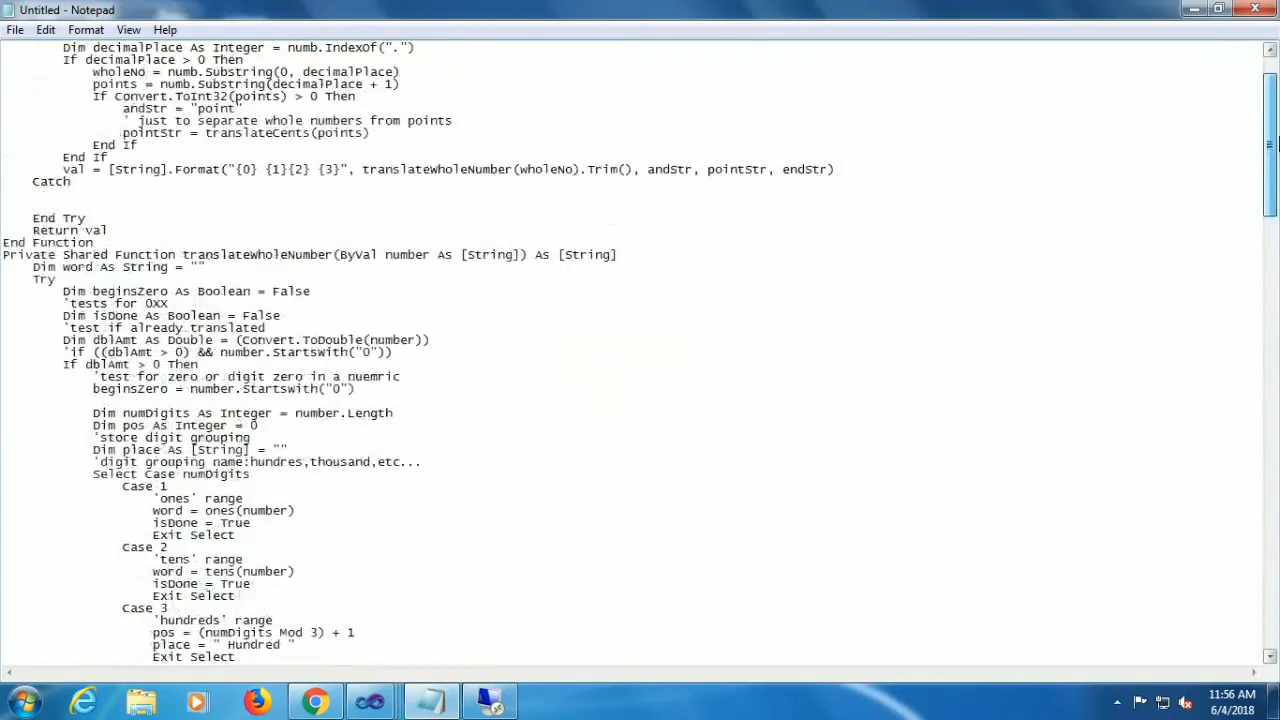 Untitled - Notepad
File Edit Format View Help
Dim decimalPlace As Integer = numb.IndexOf(".")
If decimalPlace > 0 Then
wholeNo = numb.Substring(0, decimalPlace)
points = numb.Substring(decimalPlace + 1)
If Convert.ToInt32(points) > 0 Then
andStr = "point"
' just to separate whole numbers from points
pointStr = translateCents(points)
End If
End If
val = [String].Format("{0} {1}{2} {3}", translateWholeNumber(wholeNo).Trim(), andStr, pointStr, endStr)
Catch
End Try
Return val
End Function
Private Shared Function translateWholeNumber(ByVal number As [String]) As [String]
Dim word As String = ""
Try
Dim beginsZero As Boolean = False
'tests for 0XX
Dim isDone As Boolean = False
'test if already translated
Dim dblAmt As Double = (Convert.ToDouble(number))
'if ((dblAmt > 0) && number.StartsWith("0"))
If dblAmt > 0 Then
'test for zero or digit zero in a nuemric
beginsZero = number.StartsWith("0")
Dim numDigits As Integer = number.Length
Dim pos As Integer = 0
'store digit grouping
Dim place As [String] = ""
'digit grouping name:hundres,thousand,etc...
Select Case numDigits
Case 1
'ones' range
word = ones(number)
isDone = True
Exit Select
Case 2
'tens' range
word = tens(number)
isDone = True
Exit Select
Case 3
'hundreds' range
pos = (numDigits Mod 3) + 1
place = " Hundred "
Exit Select
11:56 AM
6/4/2018